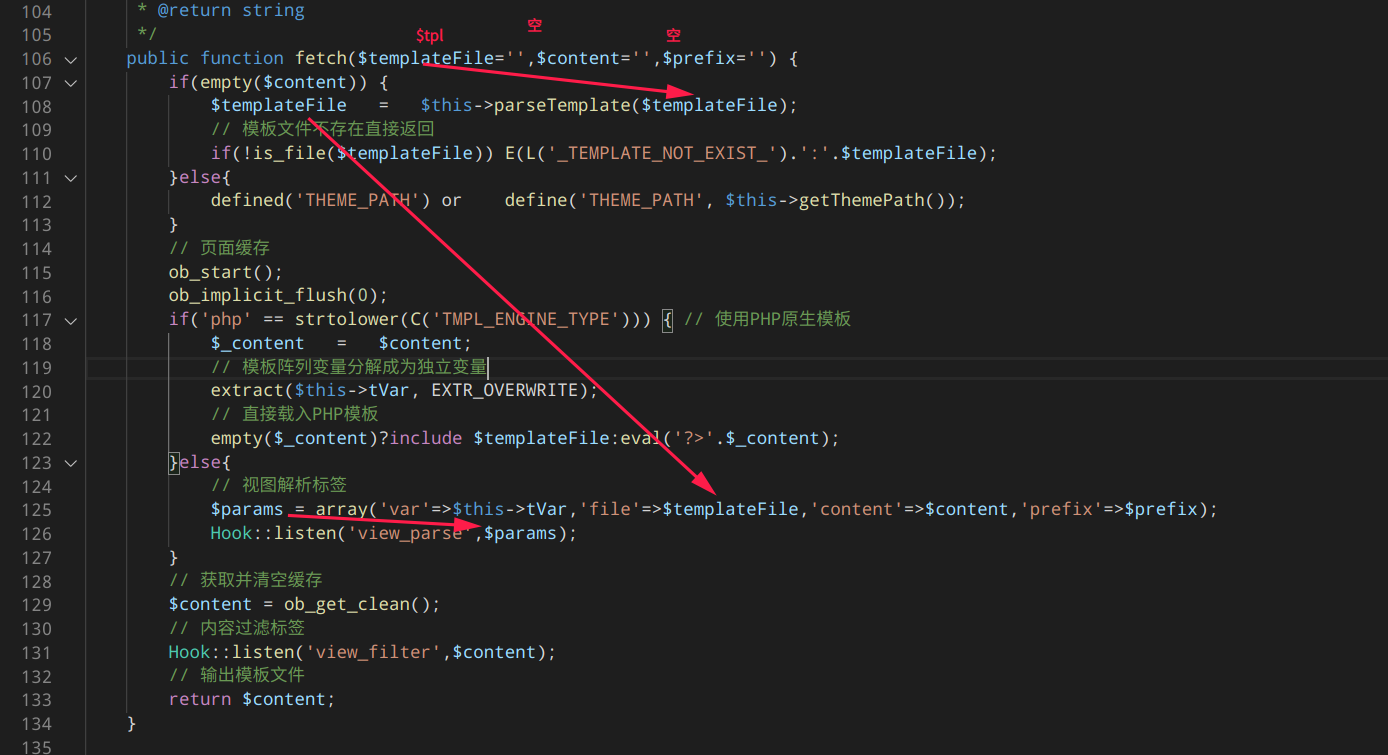 104 * @return string
$tpl 空 空
105 */
106 public function fetch($templateFile='',$content='',$prefix='') {
107 if(empty($content)) {
108 $templateFile = $this->parseTemplate($templateFile);
109 // 模板文件不存在直接返回
110 if(!is_file($templateFile)) E(L('_TEMPLATE_NOT_EXIST_').':'.$templateFile);
111 }else{
112 defined('THEME_PATH') or define('THEME_PATH', $this->getThemePath());
113 }
114 // 页面缓存
115 ob_start();
116 ob_implicit_flush(0);
117 if('php' == strtolower(C('TMPL_ENGINE_TYPE'))) { // 使用PHP原生模板
118 $_content = $content;
119 // 模板阵列变量分解成为独立变量
120 extract($this->tVar, EXTR_OVERWRITE);
121 // 直接载入PHP模板
122 empty($_content)?include $templateFile:eval('?>'.$_content);
123 }else{
124 // 视图解析标签
125 $params = array('var'=>$this->tVar,'file'=>$templateFile,'content'=>$content,'prefix'=>$prefix);
126 Hook::listen('view_parse',$params);
127 }
128 // 获取并清空缓存
129 $content = ob_get_clean();
130 // 内容过滤标签
131 Hook::listen('view_filter',$content);
132 // 输出模板文件
133 return $content;
134 }
135